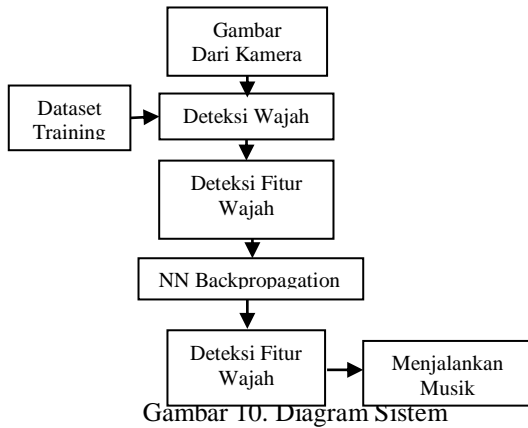 Gambar
Dari Kamera
Dataset
Training
Deteksi Wajah
Deteksi Fitur
Wajah
NN Backpropagation
Deteksi Fitur
Wajah
Menjalankan
Musik
Gambar 10. Diagram Sistem